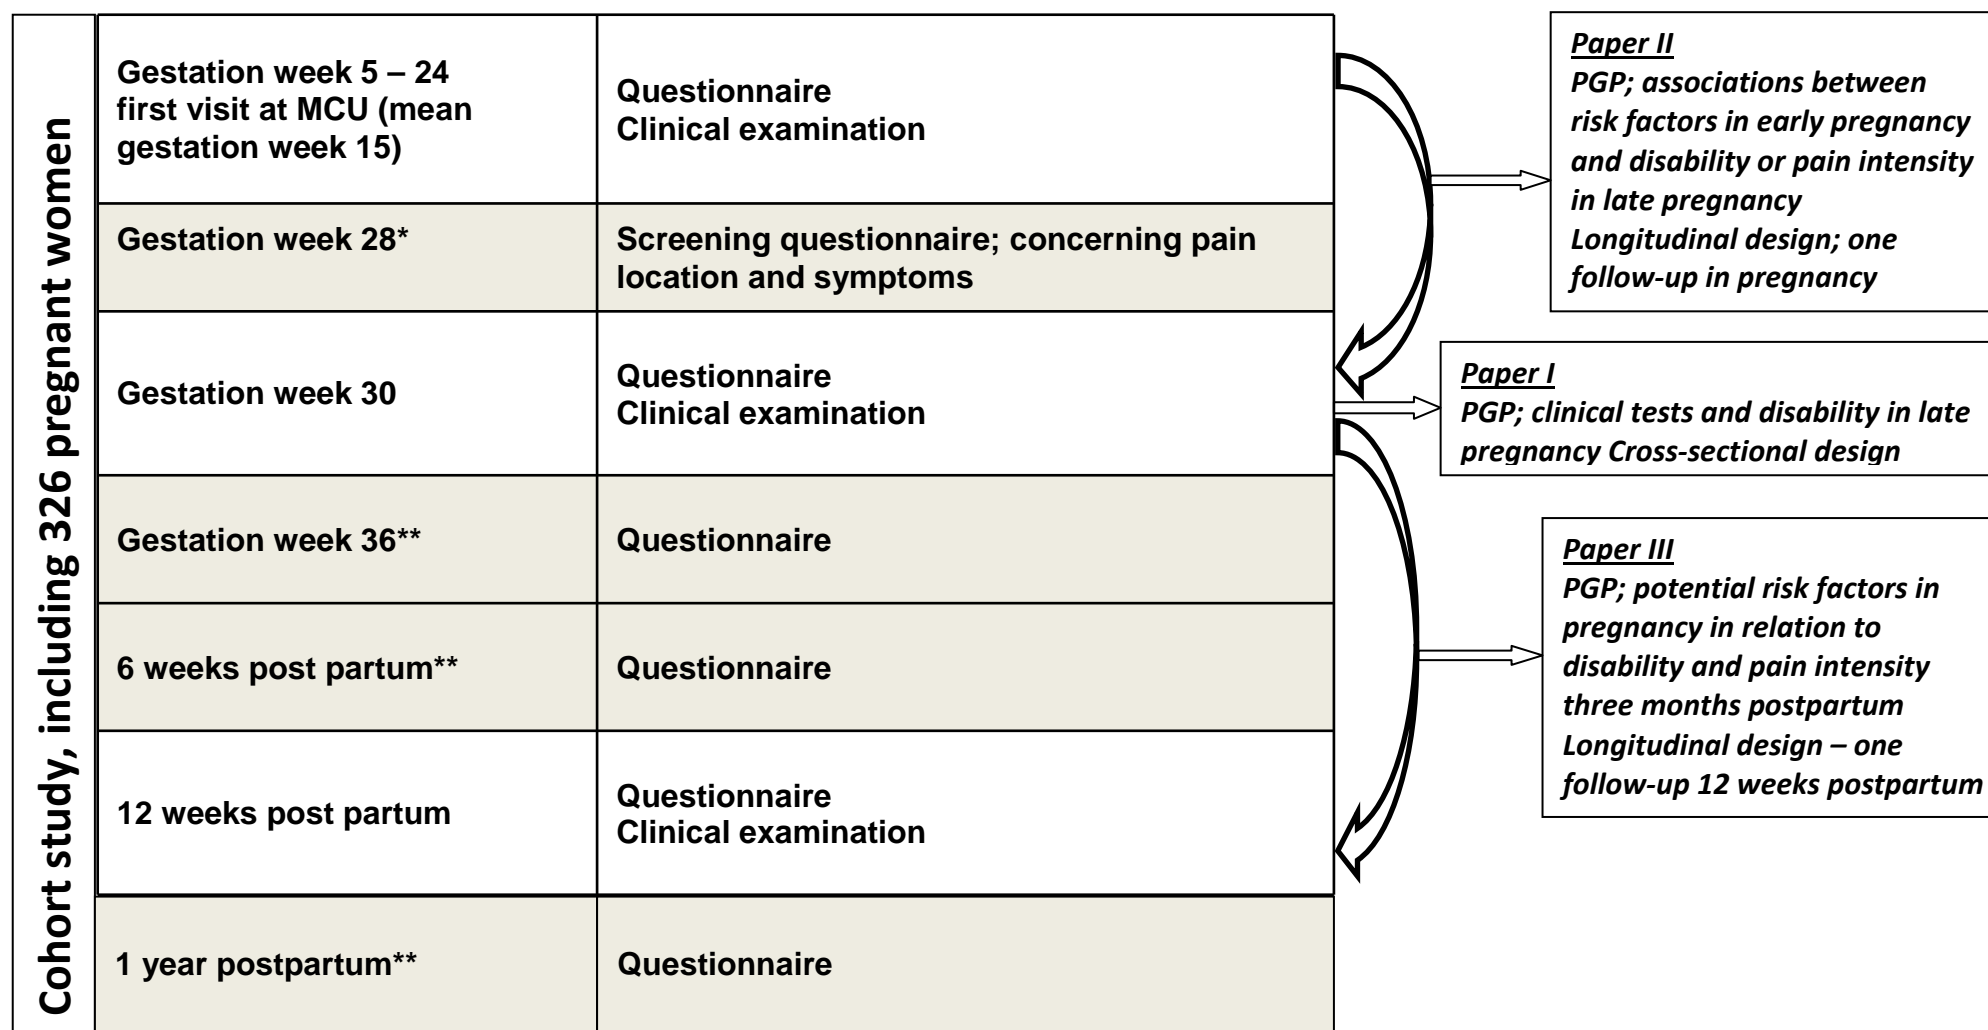 Cohort study, including 326 pregnant women
Gestation week 5 – 24
first visit at MCU (mean
gestation week 15)
Questionnaire
Clinical examination
Gestation week 28*
Screening questionnaire; concerning pain
location and symptoms
Gestation week 30
Questionnaire
Clinical examination
Gestation week 36**
Questionnaire
6 weeks post partum**
Questionnaire
12 weeks post partum
Questionnaire
Clinical examination
1 year postpartum**
Questionnaire
Paper II
PGP; associations between
risk factors in early pregnancy
and disability or pain intensity
in late pregnancy
Longitudinal design; one
follow-up in pregnancy
Paper I
PGP; clinical tests and disability in late
pregnancy Cross-sectional design
Paper III
PGP; potential risk factors in
pregnancy in relation to
disability and pain intensity
three months postpartum
Longitudinal design – one
follow-up 12 weeks postpartum